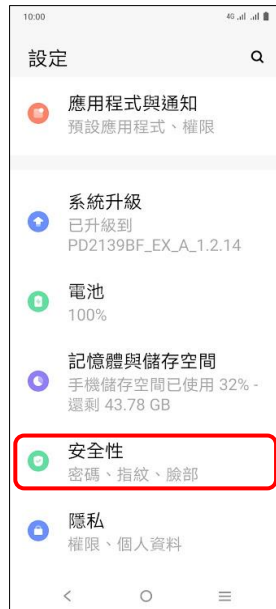 10:00
4G
設定
應用程式與通知
預設應用程式、權限
系統升級
已升級到
PD2139BF_EX_A_1.2.14
電池
100%
記憶體與儲存空間
手機儲存空間已使用 32% -
還剩 43.78 GB
安全性
密碼、指紋、臉部
隱私
權限、個人資料